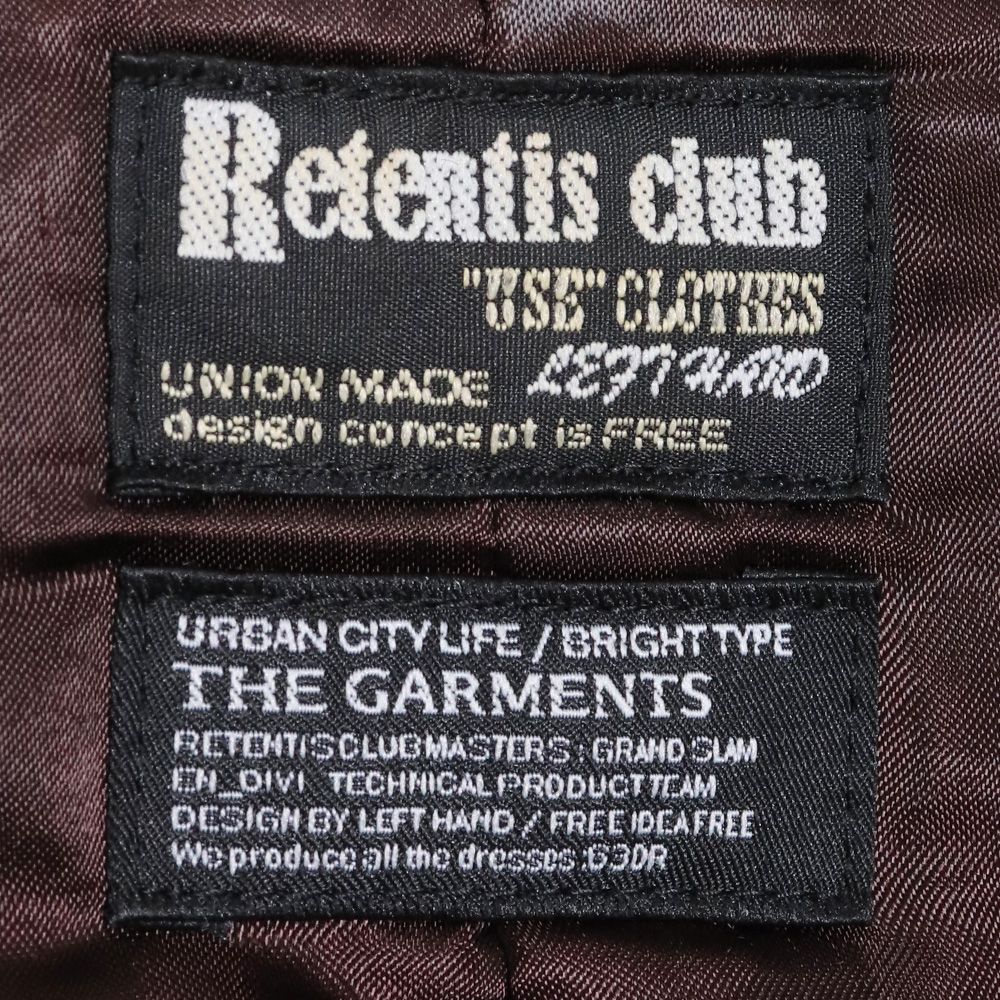 Retentis club
"USE" CLOTHES
LEFT HAND
UNION MADE
design concept is FREE
URBAN CITY LIFE / BRIGHT TYPE
THE GARMENTS
RETENTIS CLUB MASTERS : GRAND SLAM
EN_DIVI TECHNICAL PRODUCT TEAM
DESIGN BY LEFT HAND / FREE IDEA FREE
We produce all the dresses :630R